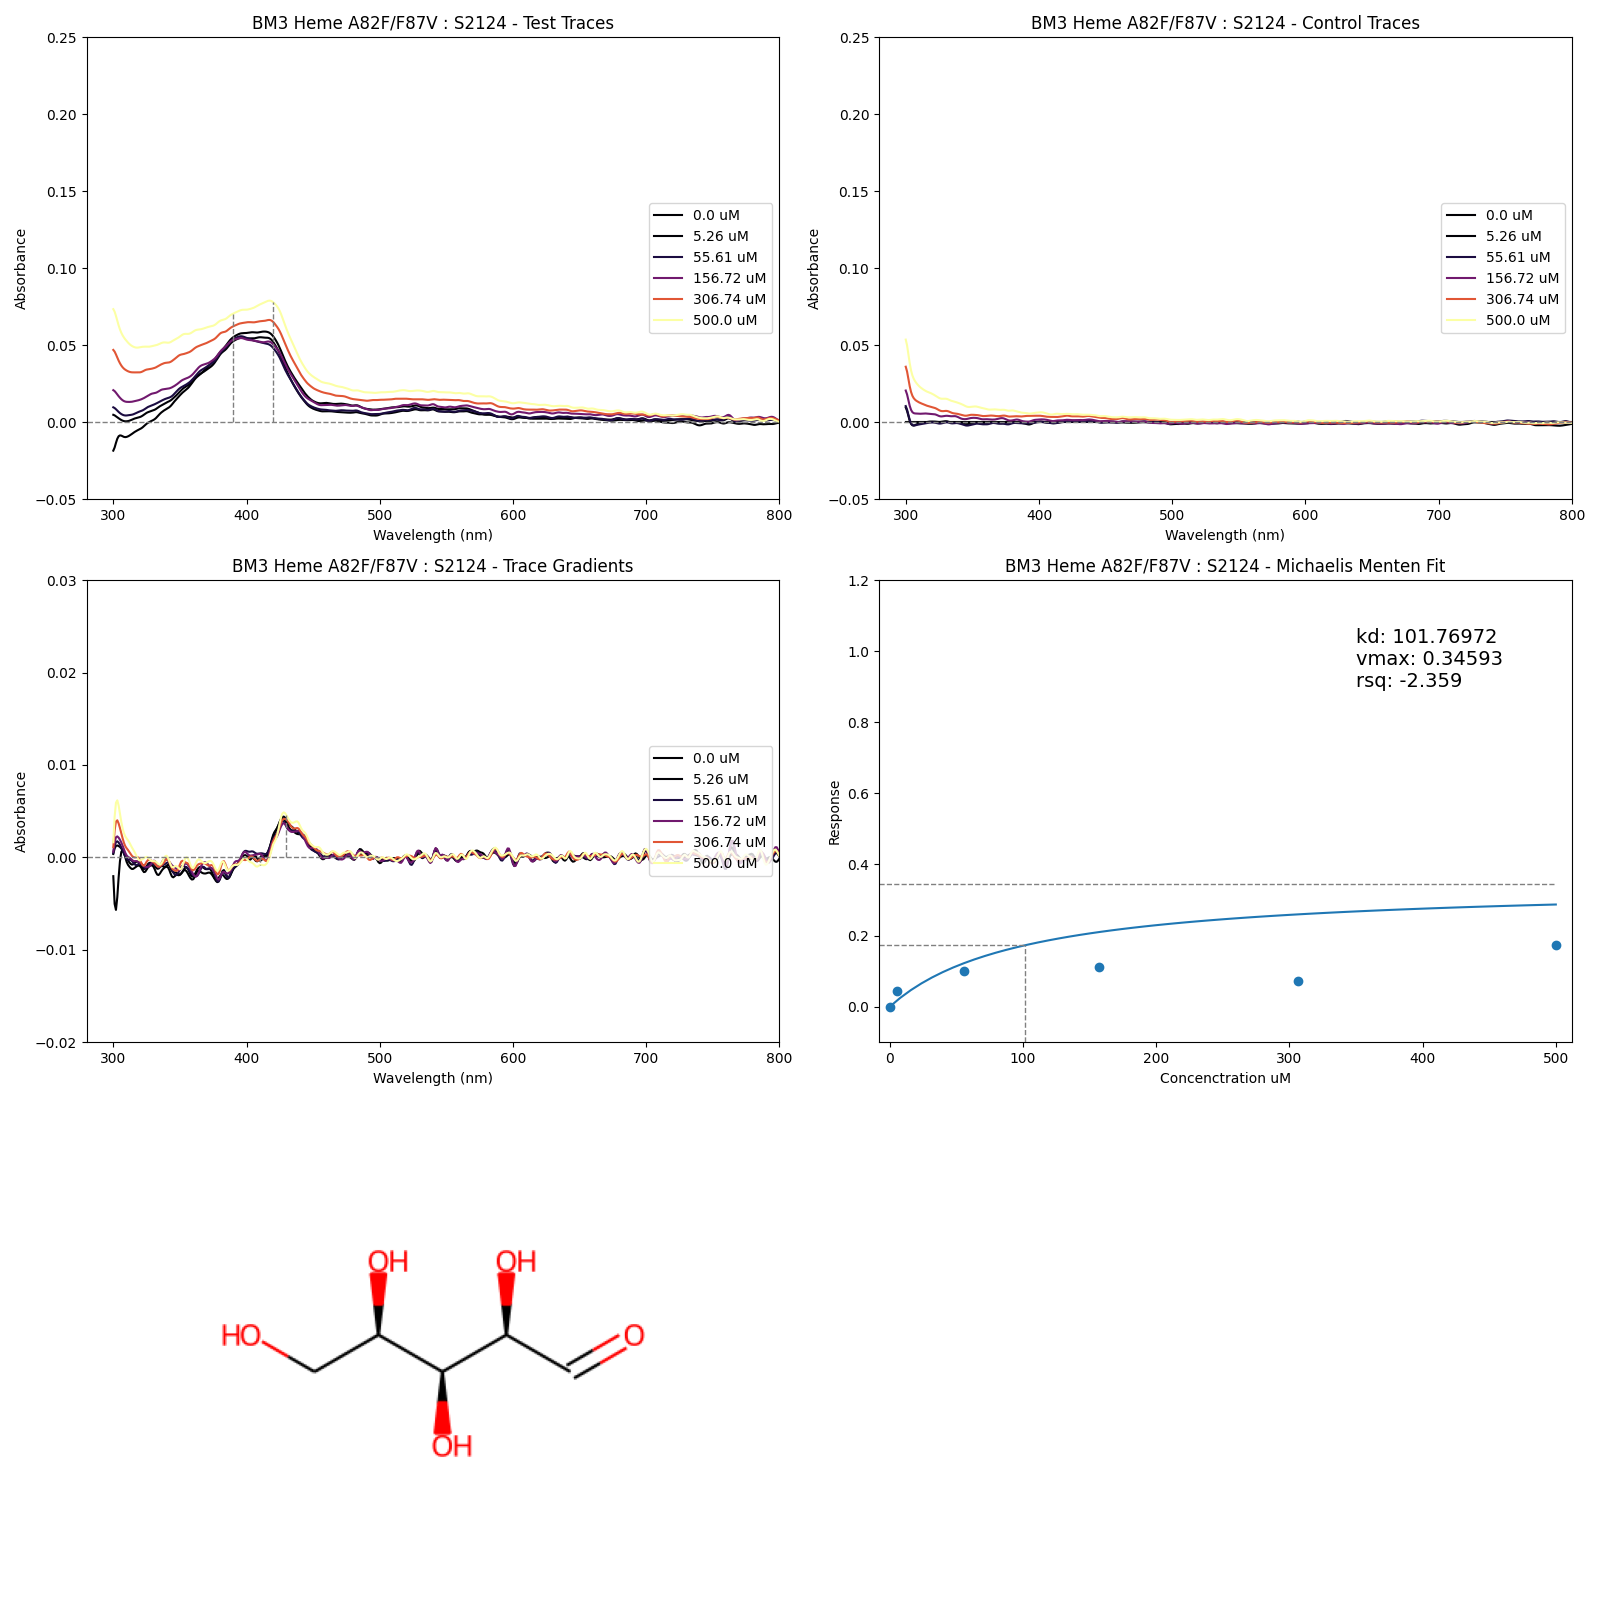 BM3 Heme A82F/F87V : S2124 - Test Traces
0.25
0.20
0.15
0.10
0.05
0.00
−0.05
Absorbance
300 400 500 600 700 800
Wavelength (nm)
0.0 uM
5.26 uM
55.61 uM
156.72 uM
306.74 uM
500.0 uM
BM3 Heme A82F/F87V : S2124 - Control Traces
0.25
0.20
0.15
0.10
0.05
0.00
−0.05
Absorbance
300 400 500 600 700 800
Wavelength (nm)
0.0 uM
5.26 uM
55.61 uM
156.72 uM
306.74 uM
500.0 uM
BM3 Heme A82F/F87V : S2124 - Trace Gradients
0.03
0.02
0.01
0.00
−0.01
−0.02
Absorbance
300 400 500 600 700 800
Wavelength (nm)
0.0 uM
5.26 uM
55.61 uM
156.72 uM
306.74 uM
500.0 uM
BM3 Heme A82F/F87V : S2124 - Michaelis Menten Fit
1.2
1.0
0.8
0.6
0.4
0.2
0.0
Response
kd: 101.76972
vmax: 0.34593
rsq: -2.359
0 100 200 300 400 500
Concenctration uM
OH OH
HO O
OH